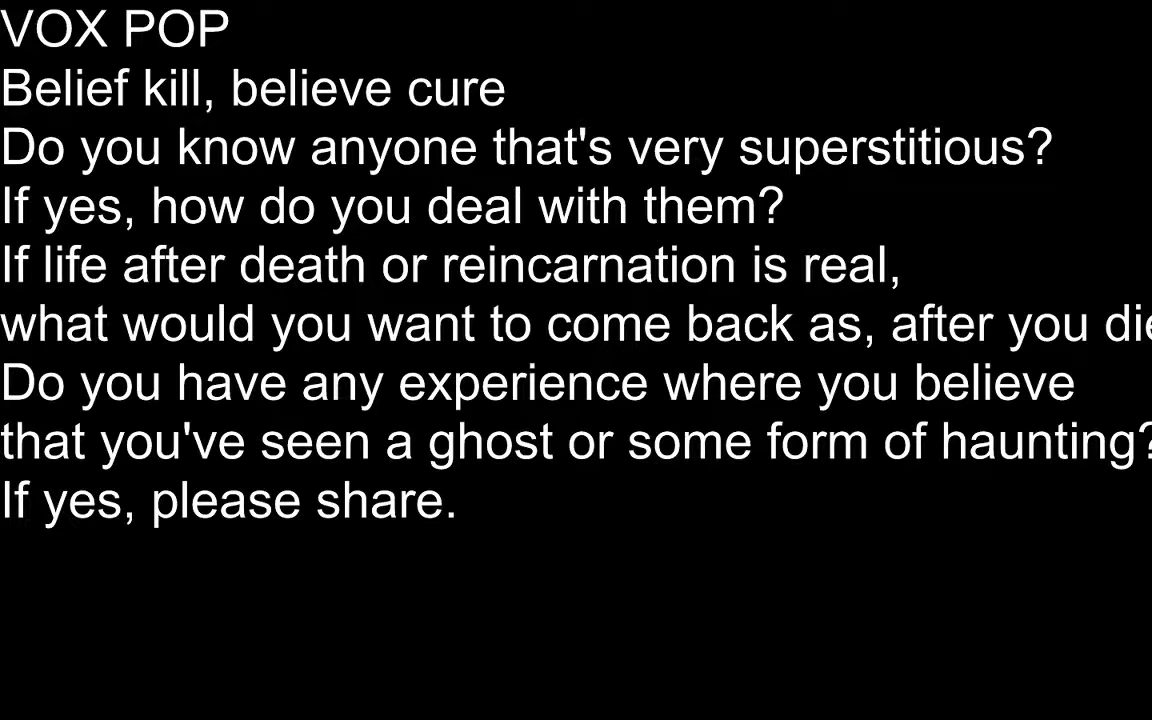 VOX POP
Belief kill, believe cure
Do you know anyone that's very superstitious?
If yes, how do you deal with them?
If life after death or reincarnation is real,
what would you want to come back as, after you die
Do you have any experience where you believe
that you've seen a ghost or some form of haunting?
If yes, please share.